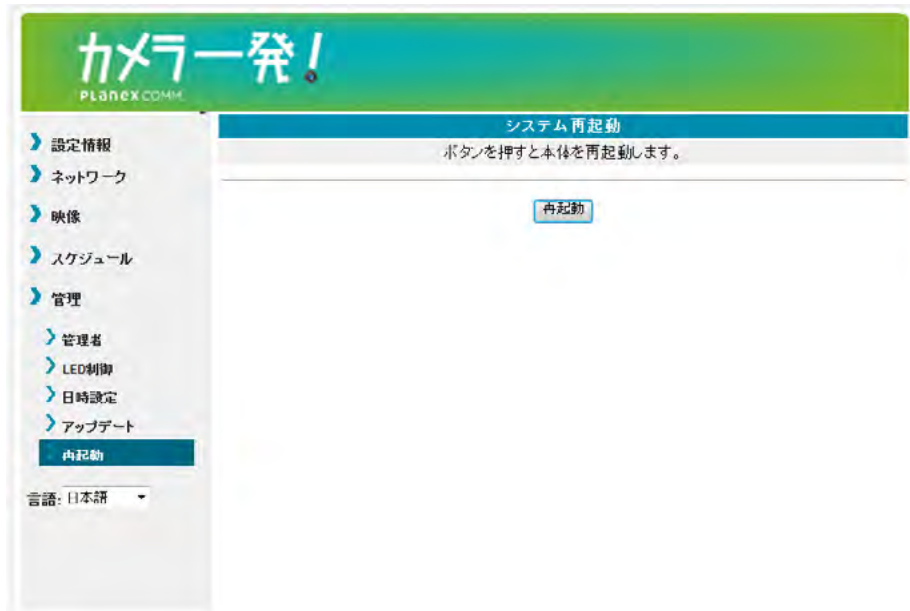 カメラ一発!
PLANEX COMM.
システム再起動
ボタンを押すと本体を再起動します。
再起動
設定情報
ネットワーク
映像
スケジュール
管理
管理者
LED制御
日時設定
アップデート
再起動
言語: 日本語